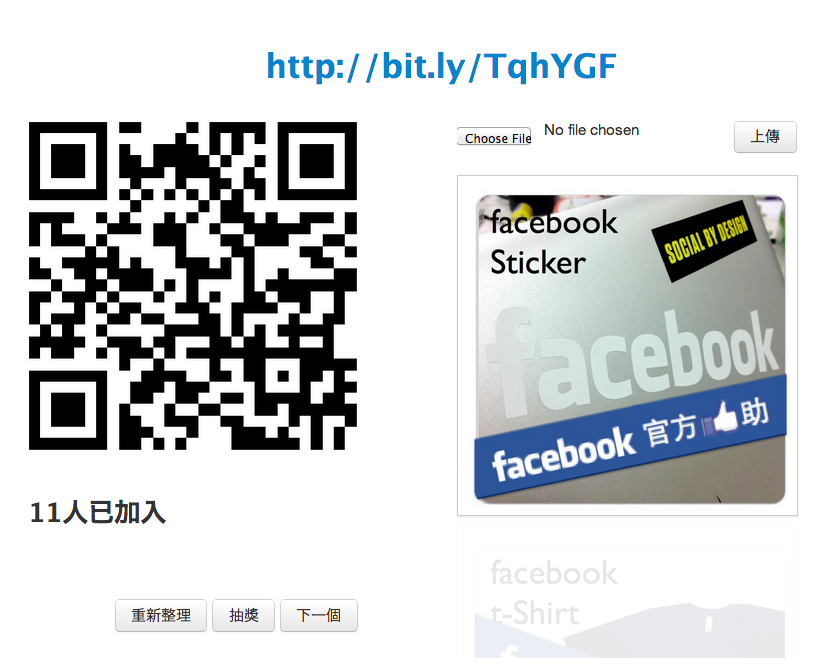 http://bit.ly/TqhYGF
Choose File No file chosen
上傳
facebook
Sticker
SOCIAL BY DESIGN
facebook
facebook 官方 助
11人已加入
重新整理
抽獎
下一個
facebook
t-Shirt